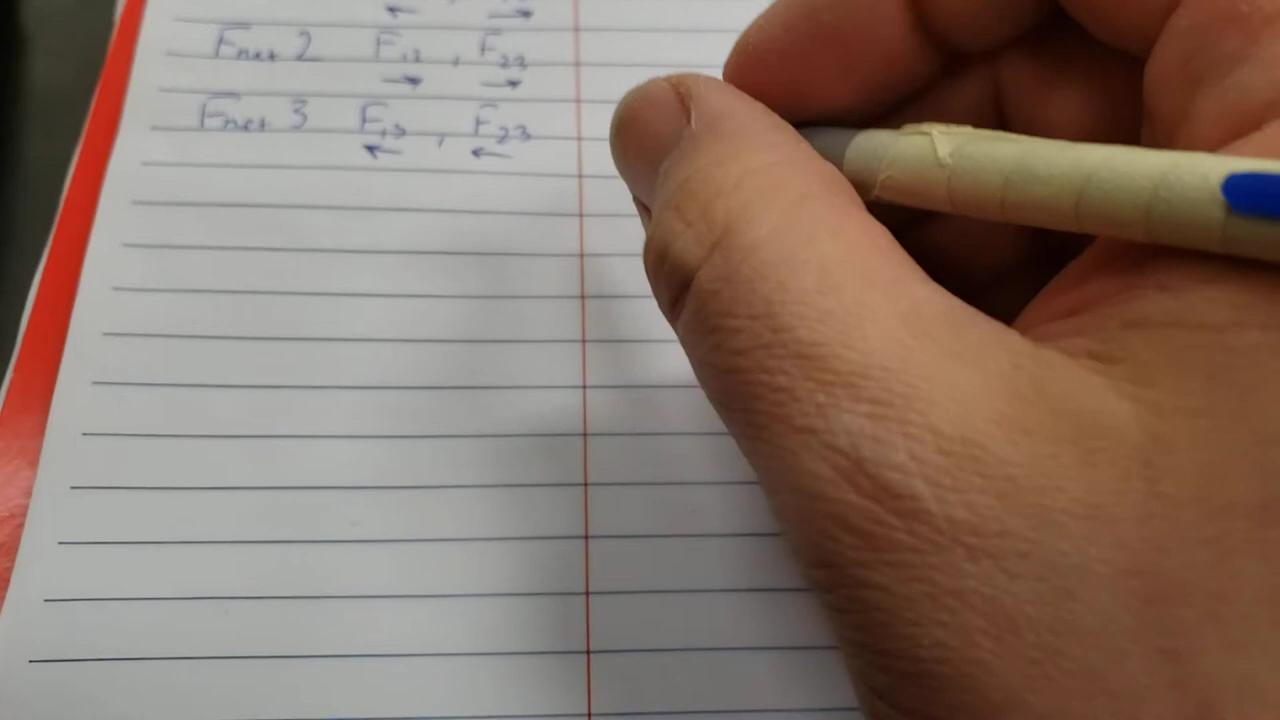 ← →
Fnet 2 F12 , F23
→ →
Fnet 3 F13 , F23
← ←